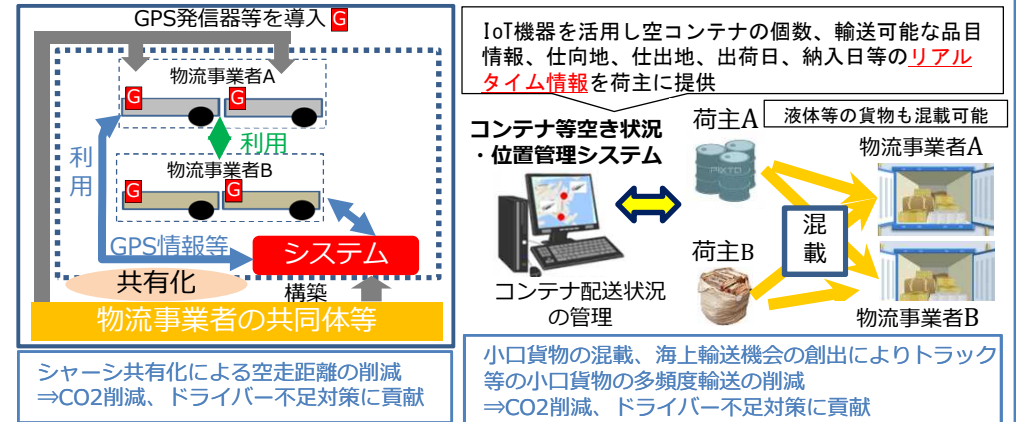 GPS発信器等を導入 G
物流事業者A
G
G
利用
利用
物流事業者B
G
G
GPS情報等
システム
共有化
構築
物流事業者の共同体等
シャーシ共有化による空走距離の削減
⇒CO2削減、ドライバー不足対策に貢献
IoT機器を活用し空コンテナの個数、輸送可能な品目
情報、仕向地、仕出地、出荷日、納入日等のリアル
タイム情報を荷主に提供
コンテナ等空き状況
・位置管理システム
荷主A
液体等の貨物も混載可能
物流事業者A
PIXTA
混載
荷主B
コンテナ配送状況
の管理
物流事業者B
小口貨物の混載、海上輸送機会の創出によりトラック
等の小口貨物の多頻度輸送の削減
⇒CO2削減、ドライバー不足対策に貢献